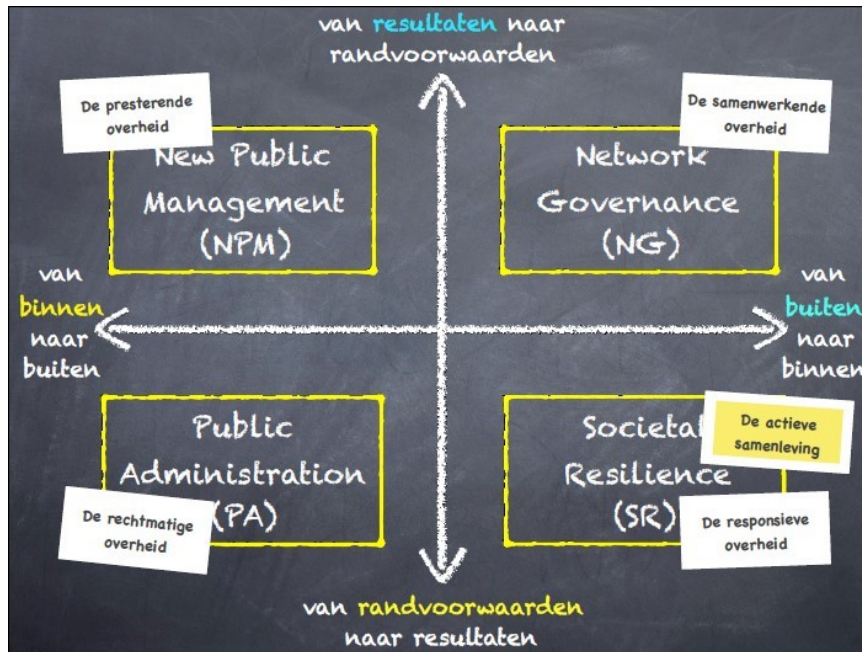 van resultaten naar
randvoorwaarden
De presterende
overheid
New Public
Management
(NPM)
De samenwerkende
overheid
Network
Governance
(NG)
van
binnen
naar
buiten
van
buiten
naar
binnen
Public
Administration
(PA)
De rechtmatige
overheid
Societal
Resilience
(SR)
De actieve
samenleving
De responsieve
overheid
van randvoorwaarden
naar resultaten